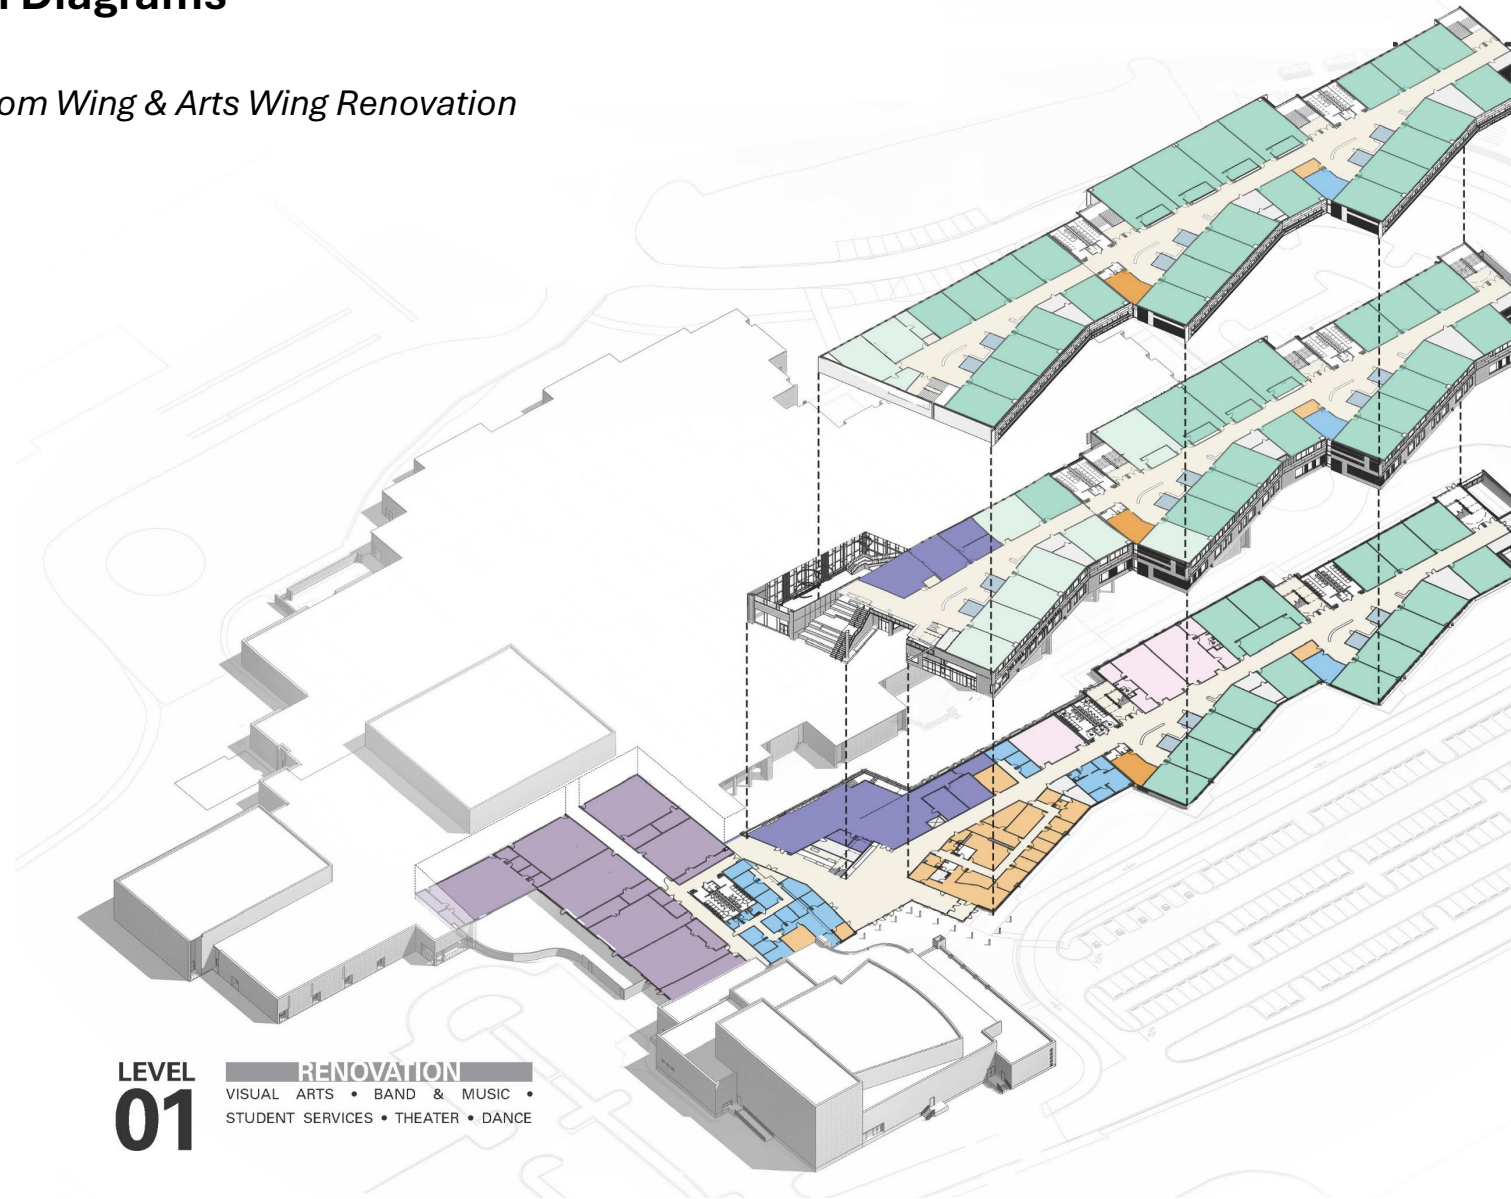 Diagrams
om Wing & Arts Wing Renovation
LEVEL
01
RENOVATION
VISUAL ARTS • BAND & MUSIC •
STUDENT SERVICES • THEATER • DANCE